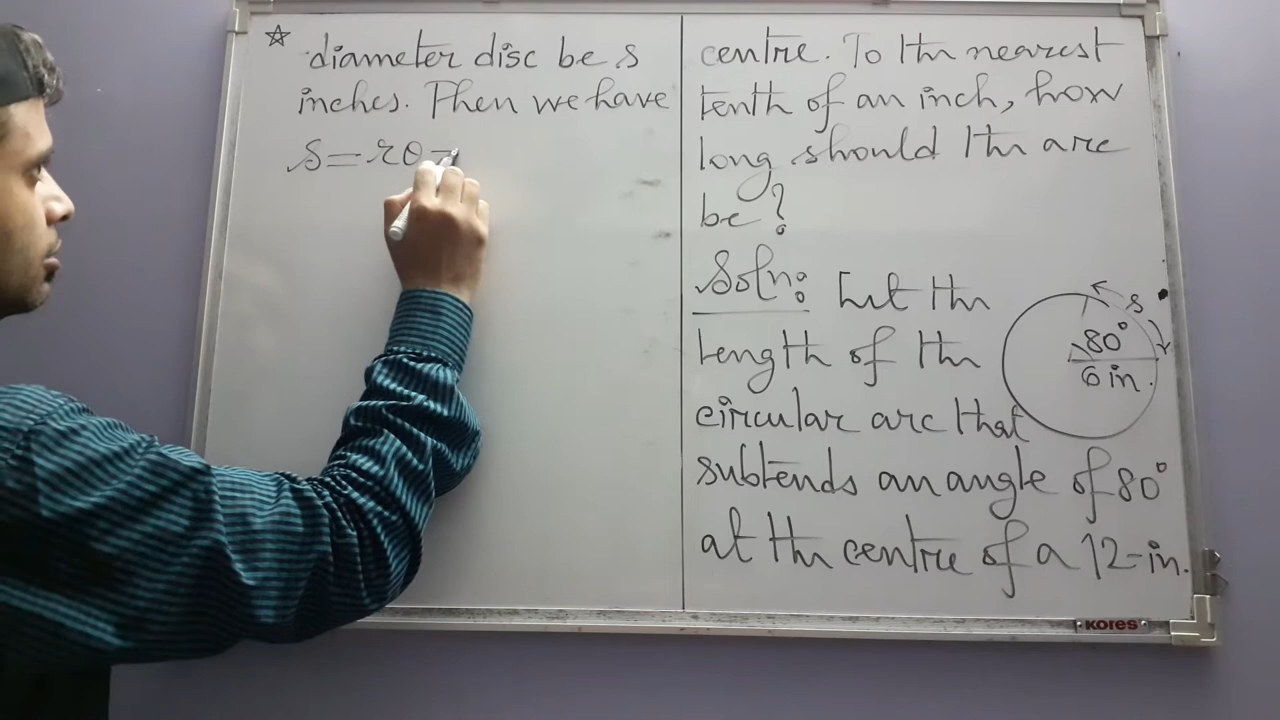 ☆ diameter disc be s
inches. Then we have
s=rθ=
centre. To the nearest
tenth of an inch, how
long should the arc
be?
Soln: Let the
length of the
circular arc that
subtends an angle of 80°
at the centre of a 12-in.
s
80°
6 in.
KORES